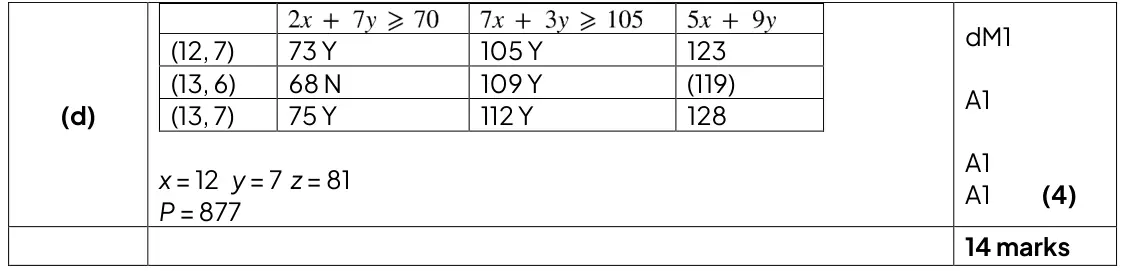 2x + 7y ⩾ 70 7x + 3y ⩾ 105 5x + 9y
(12, 7) 73 Y 105 Y 123
(13, 6) 68 N 109 Y (119)
(13, 7) 75 Y 112 Y 128
(d)
x = 12 y = 7 z = 81
P = 877
dM1
A1
A1
A1 (4)
14 marks